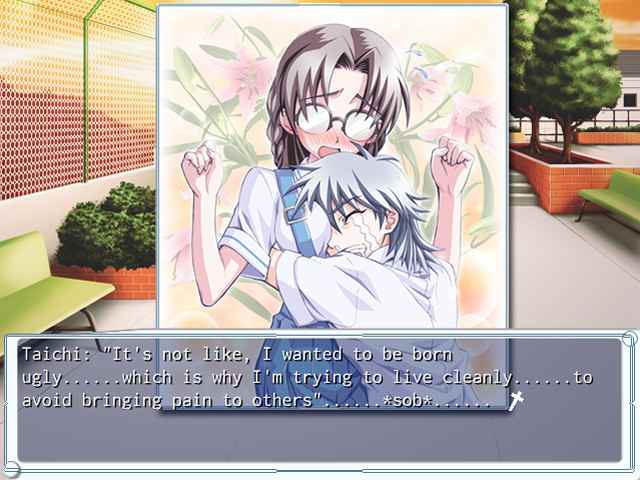 Taichi: "It's not like, I wanted to be born
ugly......which is why I'm trying to live cleanly......to
avoid bringing pain to others"......*sob*......